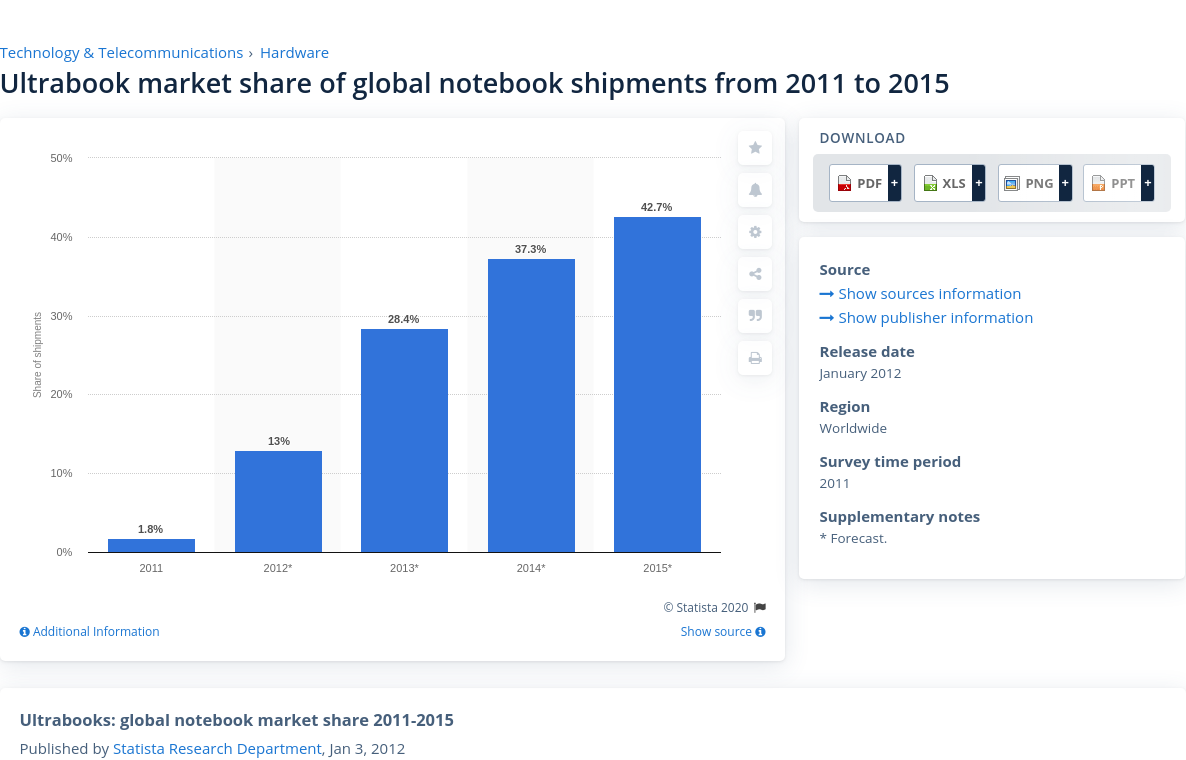 Technology & Telecommunications › Hardware
Ultrabook market share of global notebook shipments from 2011 to 2015
50%
40%
30%
20%
10%
0%
Share of shipments
1.8%
13%
28.4%
37.3%
42.7%
2011
2012*
2013*
2014*
2015*
© Statista 2020
Additional Information
Show source
DOWNLOAD
PDF +
XLS +
PNG +
PPT +
Source
Show sources information
Show publisher information
Release date
January 2012
Region
Worldwide
Survey time period
2011
Supplementary notes
* Forecast.
Ultrabooks: global notebook market share 2011-2015
Published by Statista Research Department, Jan 3, 2012